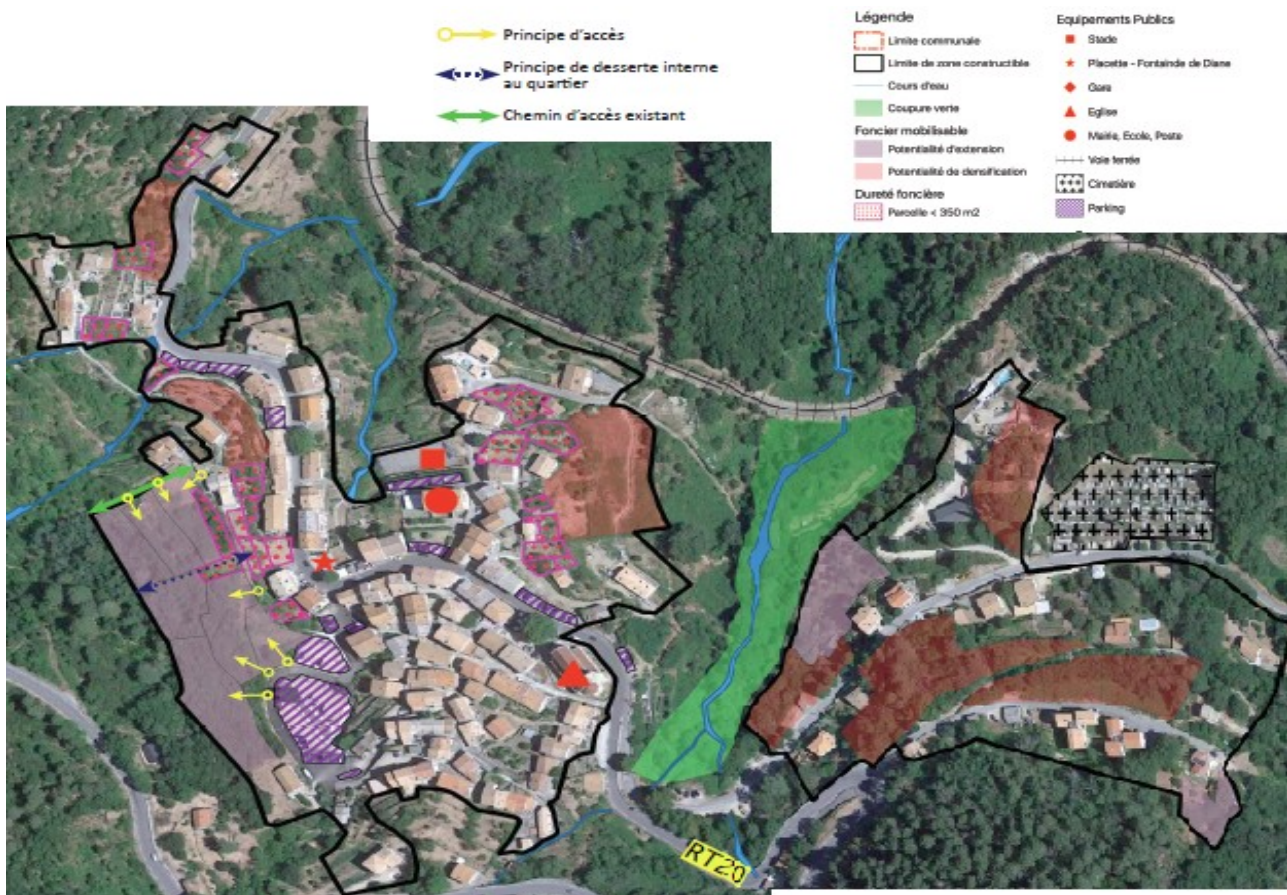 Principe d'accès
Principe de desserte interne
au quartier
Chemin d'accès existant
Légende
Limite communale
Limite de zone constructible
Cours d'eau
Coupure verte
Foncier mobilisable
Potentialité d'extension
Potentialité de densification
Dureté foncière
Parcelle < 350 m2
Equipements Publics
Stade
Placette - Fontainde de Diane
Gare
Eglise
Mairie, Ecole, Poste
Voie ferrée
Cimetière
Parking
RT20